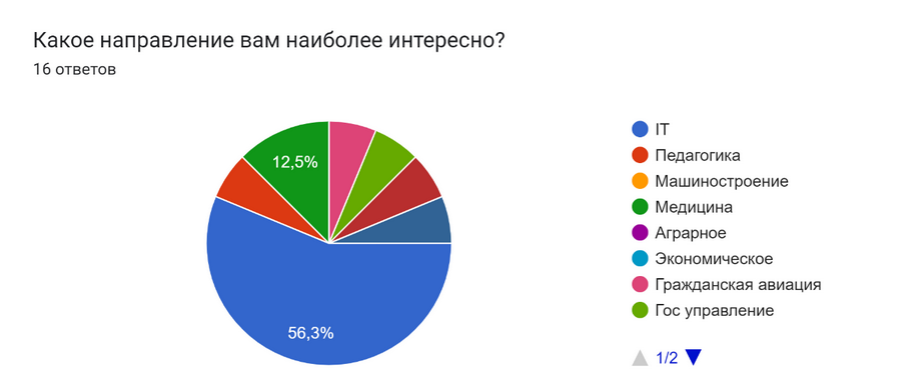 Какое направление вам наиболее интересно?
16 ответов
12,5%
56,3%
IT
Педагогика
Машиностроение
Медицина
Аграрное
Экономическое
Гражданская авиация
Гос управление
1/2